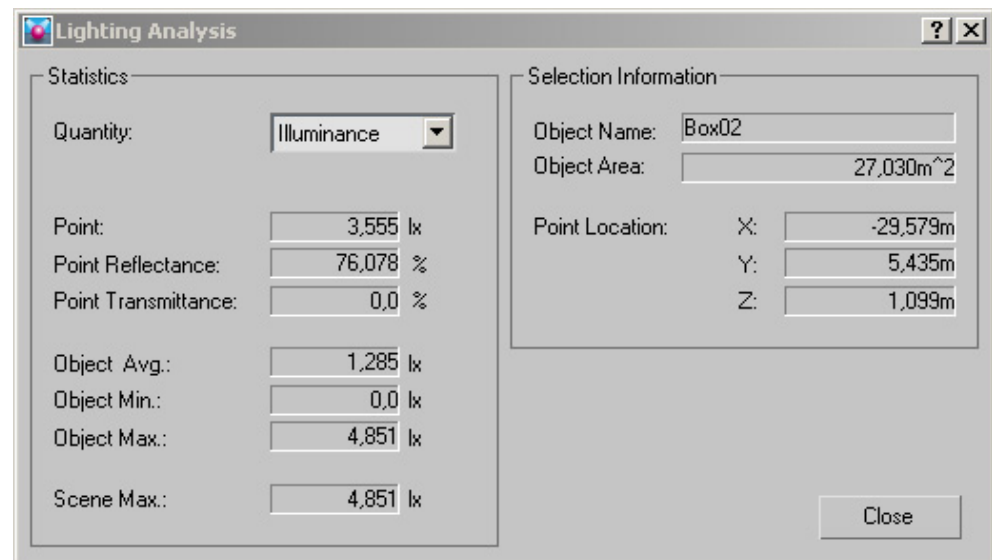 Lighting Analysis
Statistics
Quantity: Illuminance
Point: 3,555 lx
Point Reflectance: 76,078 %
Point Transmittance: 0,0 %
Object Avg.: 1,285 lx
Object Min.: 0,0 lx
Object Max.: 4,851 lx
Scene Max.: 4,851 lx
Selection Information
Object Name: Box02
Object Area: 27,030m^2
Point Location: X: -29,579m
Y: 5,435m
Z: 1,099m
Close